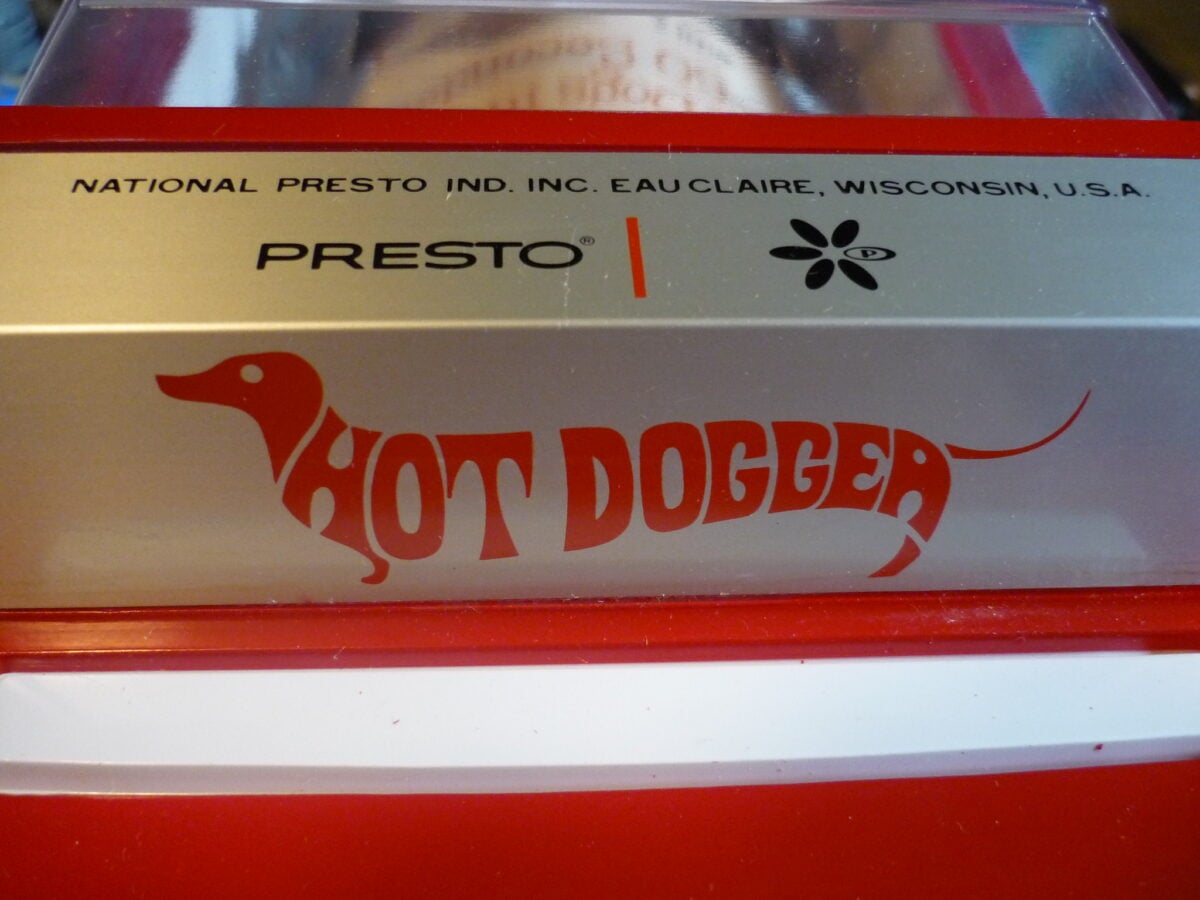 NATIONAL PRESTO IND. INC. EAU CLAIRE, WISCONSIN, U.S.A.
PRESTO® P
HOT DOGGER